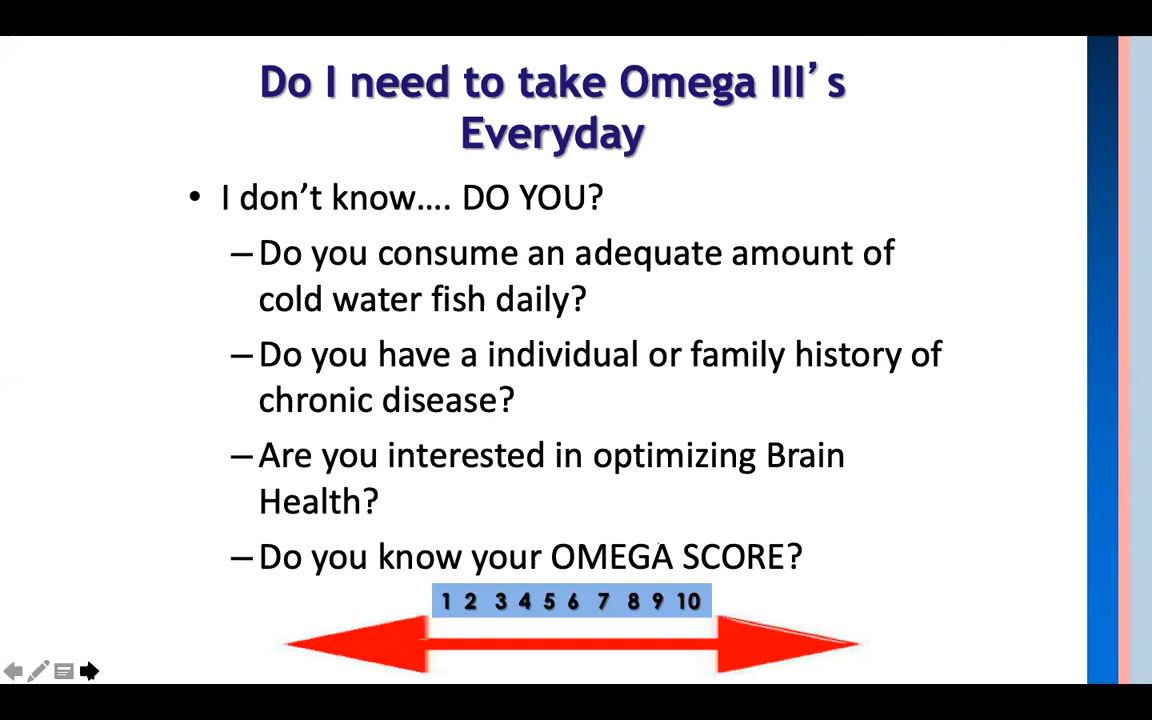 Do I need to take Omega III's
Everyday
• I don't know.... DO YOU?
–Do you consume an adequate amount of
cold water fish daily?
–Do you have a individual or family history of
chronic disease?
–Are you interested in optimizing Brain
Health?
–Do you know your OMEGA SCORE?
1 2 3 4 5 6 7 8 9 10